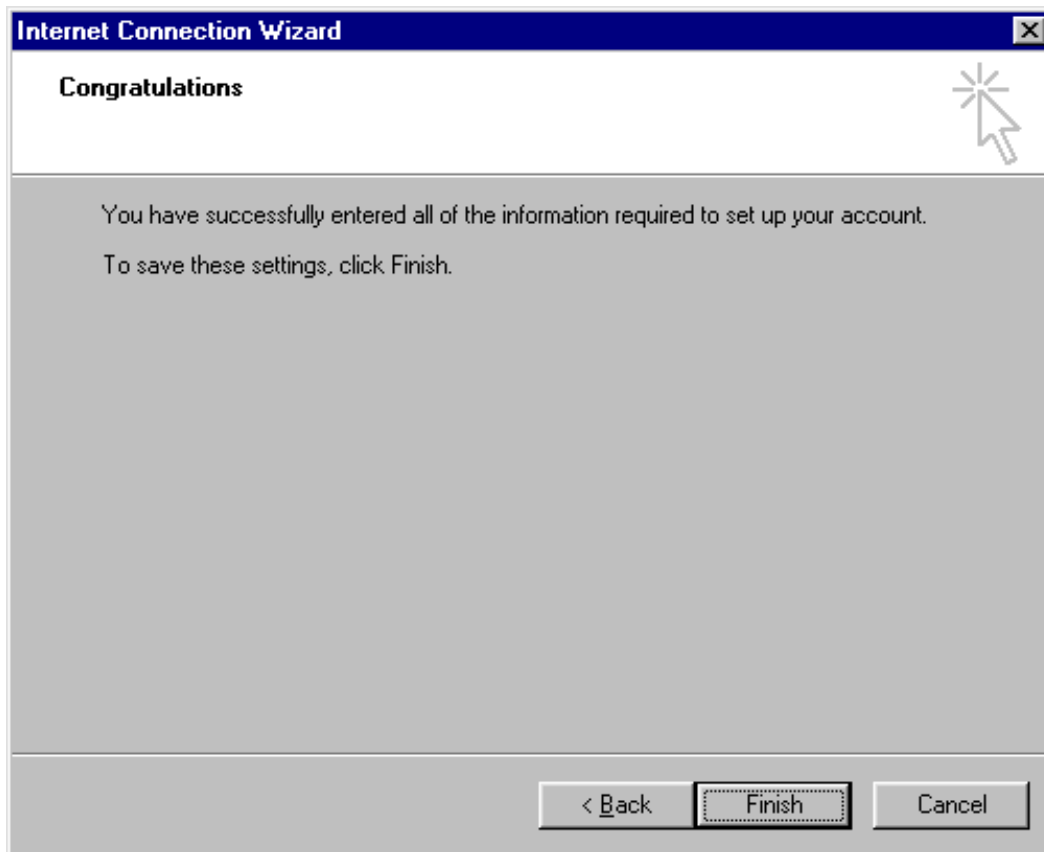 Internet Connection Wizard
Congratulations
You have successfully entered all of the information required to set up your account.
To save these settings, click Finish.
< Back
Finish
Cancel